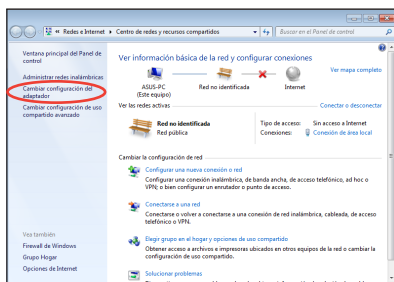 Redes e Internet
Centro de redes y recursos compartidos
Buscar en el Panel de control
Ventana principal del Panel de
control
Administrar redes inalámbricas
Cambiar configuración del
adaptador
Cambiar configuración de uso
compartido avanzado
Ver información básica de la red y configurar conexiones
Ver mapa completo
ASUS-PC
(Este equipo)
Red no identificada
Internet
Ver las redes activas
Conectar o desconectar
Red no identificada
Red pública
Tipo de acceso: Sin acceso a Internet
Conexiones: Conexión de área local
Cambiar la configuración de red
Configurar una nueva conexión o red
Configurar una conexión inalámbrica, de banda ancha, de acceso telefónico, ad hoc o
VPN; o bien configurar un enrutador o punto de acceso.
Conectarse a una red
Conectarse o volver a conectarse a una conexión de red inalámbrica, cableada, de acceso
telefónico o VPN.
Elegir grupo en el hogar y opciones de uso compartido
Obtener acceso a archivos e impresoras ubicados en otros equipos de la red o cambiar la
configuración de uso compartido.
Solucionar problemas
Vea también
Firewall de Windows
Grupo Hogar
Opciones de Internet